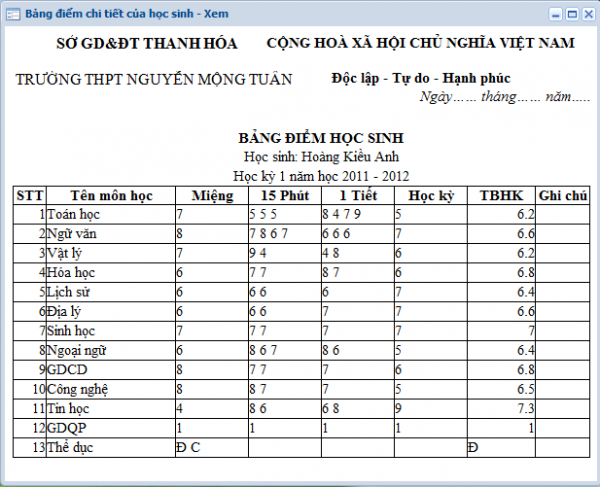 Bảng điểm chi tiết của học sinh - Xem
SỞ GD&ĐT THANH HÓA CỘNG HOÀ XÃ HỘI CHỦ NGHĨA VIỆT NAM
TRƯỜNG THPT NGUYỄN MỘNG TUÂN Độc lập - Tự do - Hạnh phúc
Ngày…… tháng…… năm.....
BẢNG ĐIỂM HỌC SINH
Học sinh: Hoàng Kiều Anh
Học kỳ 1 năm học 2011 - 2012
STT Tên môn học Miệng 15 Phút 1 Tiết Học kỳ TBHK Ghi chú
1 Toán học 7 5 5 5 8 4 7 9 5 6.2
2 Ngữ văn 8 7 8 6 7 6 6 6 7 6.6
3 Vật lý 7 9 4 4 8 6 6.2
4 Hóa học 6 7 7 8 7 6 6.8
5 Lịch sử 6 6 6 6 7 6.4
6 Địa lý 6 6 6 7 7 6.6
7 Sinh học 7 7 7 7 7 7
8 Ngoại ngữ 6 8 6 7 8 6 5 6.4
9 GDCD 8 7 7 7 6 6.8
10 Công nghệ 8 8 7 7 5 6.5
11 Tin học 4 8 6 6 8 9 7.3
12 GDQP 1 1 1 1 1
13 Thể dục Đ C Đ